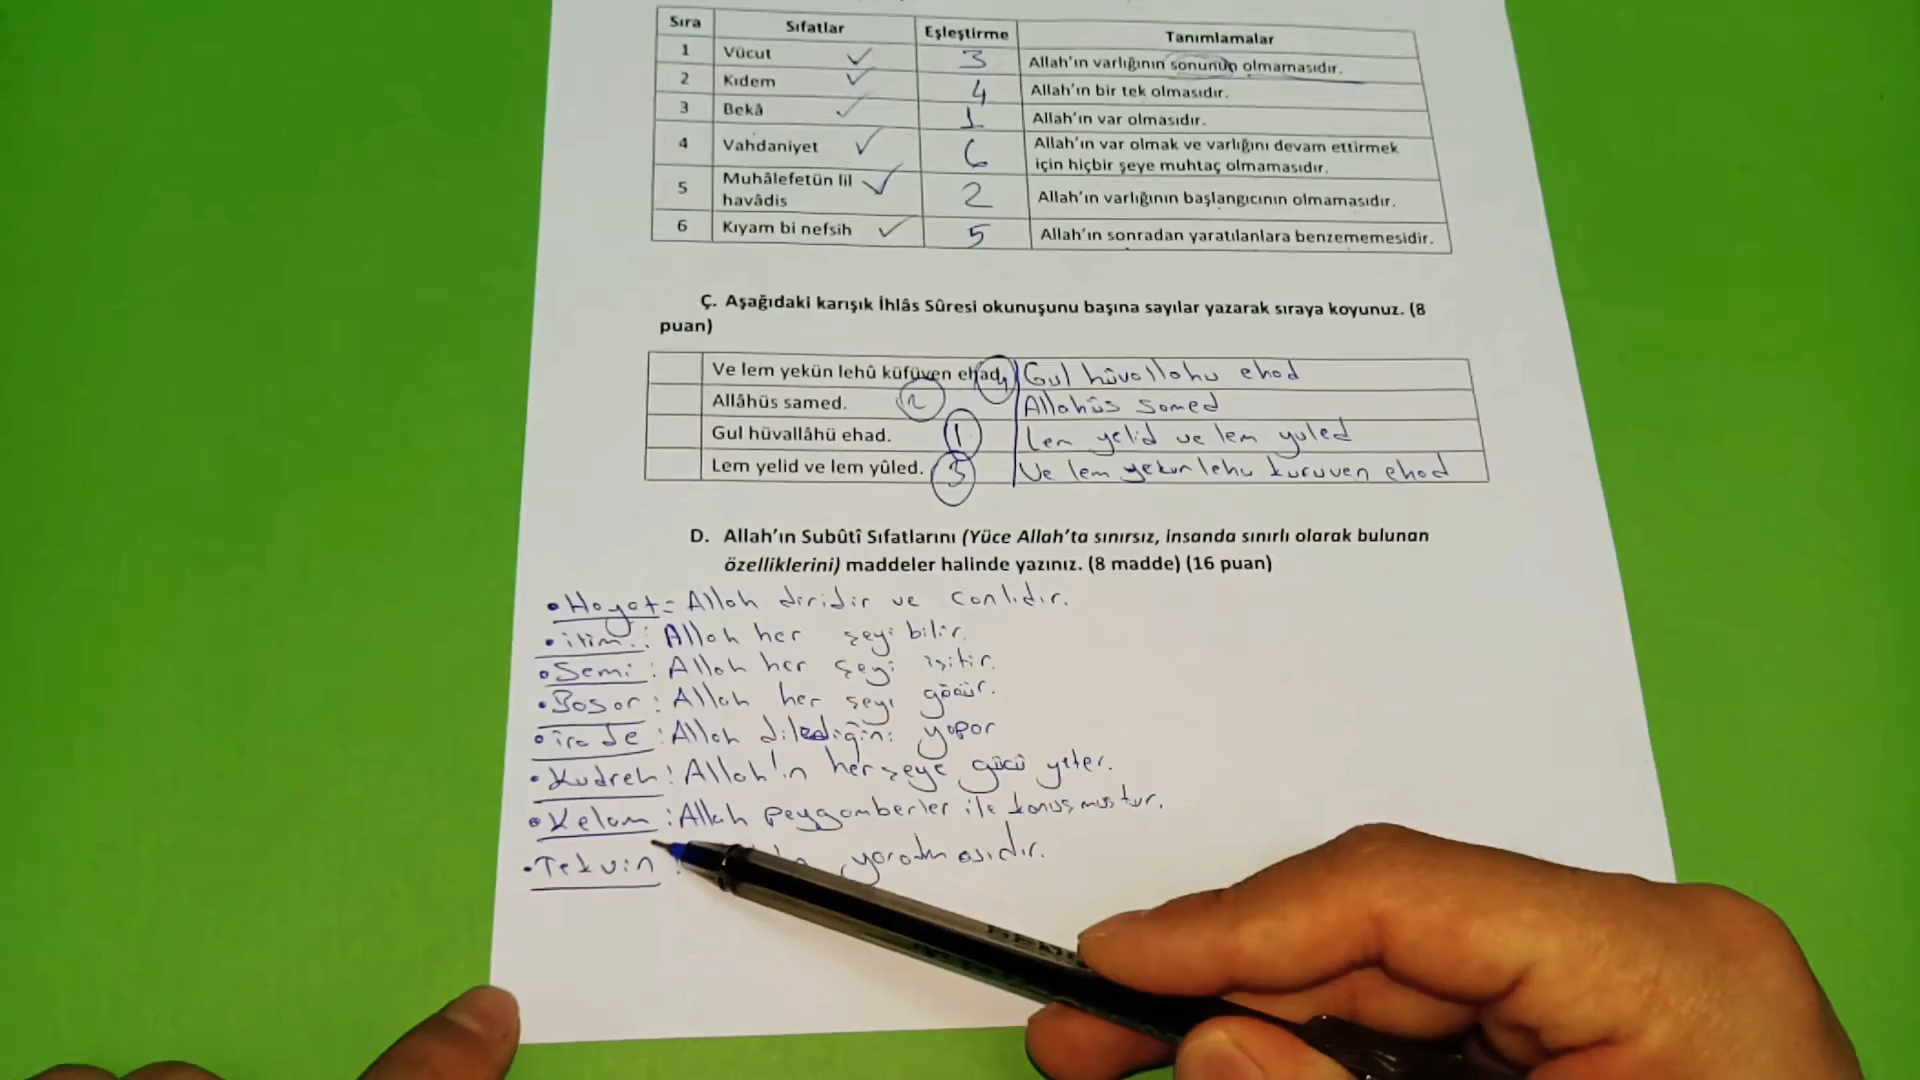 Sıra Sıfatlar Eşleştirme Tanımlamalar
1 Vücut ✓ 3 Allah'ın varlığının sonunun olmamasıdır.
2 Kıdem ✓ 4 Allah'ın bir tek olmasıdır.
3 Bekâ ✓ 1 Allah'ın var olmasıdır.
4 Vahdaniyet ✓ 6 Allah'ın var olmak ve varlığını devam ettirmek
için hiçbir şeye muhtaç olmamasıdır.
5 Muhâlefetün lil
havâdis ✓ 2 Allah'ın varlığının başlangıcının olmamasıdır.
6 Kıyam bi nefsih ✓ 5 Allah'ın sonradan yaratılanlara benzememesidir.
Ç. Aşağıdaki karışık İhlâs Sûresi okunuşunu başına sayılar yazarak sıraya koyunuz. (8
puan)
Ve lem yekün lehû küfüven ehad. 4 Gul hüvallahu ehad
Allâhüs samed. 2 Allahüs samed
Gul hüvallâhü ehad. 1 lem yelid ve lem yuled
Lem yelid ve lem yûled. 3 Ve lem yekun lehu kuruven ehad
D. Allah'ın Subûtî Sıfatlarını (Yüce Allah'ta sınırsız, insanda sınırlı olarak bulunan
özelliklerini) maddeler halinde yazınız. (8 madde) (16 puan)
• Hayat = Allah diridir ve canlıdır.
• ilim : Allah her şeyi bilir.
• Semi : Allah her şeyi işitir.
• Basar : Allah her şeyi görür.
• irade : Allah dilediğini yapar
• Kudreh : Allah'ın herşeye gücü yeter.
• Kelam : Allah peygamberler ile konuşmuştur.
• Tekvin : yaratmasıdır.